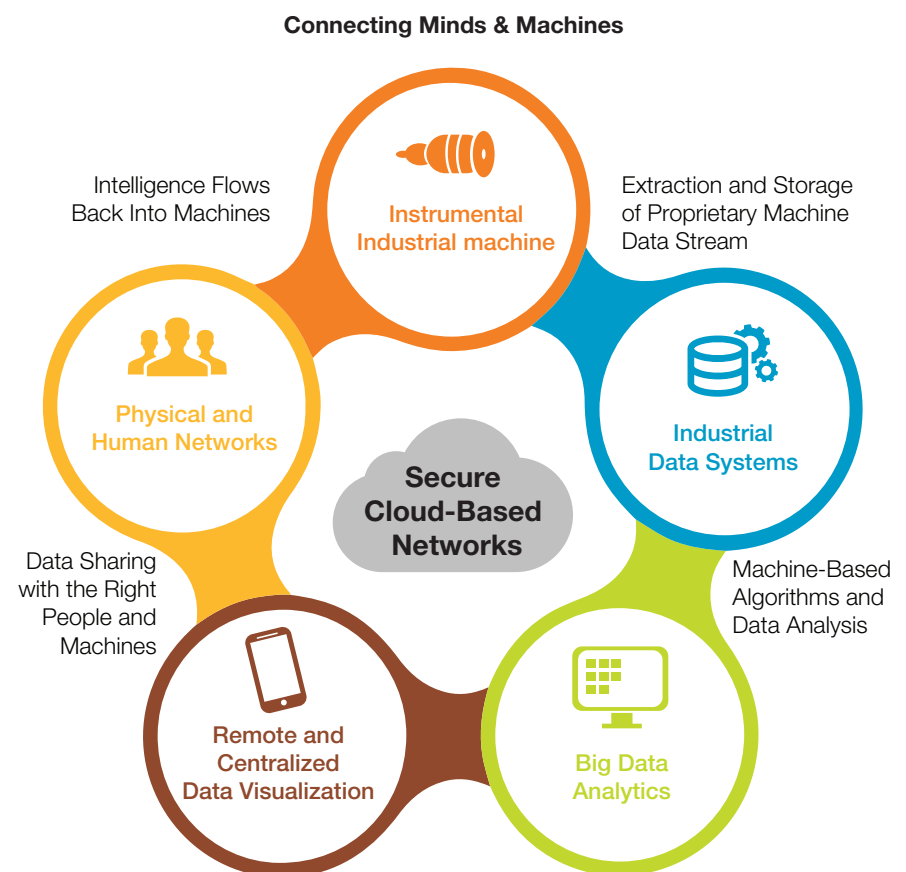 Connecting Minds & Machines
Intelligence Flows
Back Into Machines
Instrumental
Industrial machine
Extraction and Storage
of Proprietary Machine
Data Stream
Physical and
Human Networks
Industrial
Data Systems
Secure
Cloud-Based
Networks
Data Sharing
with the Right
People and
Machines
Machine-Based
Algorithms and
Data Analysis
Remote and
Centralized
Data Visualization
Big Data
Analytics